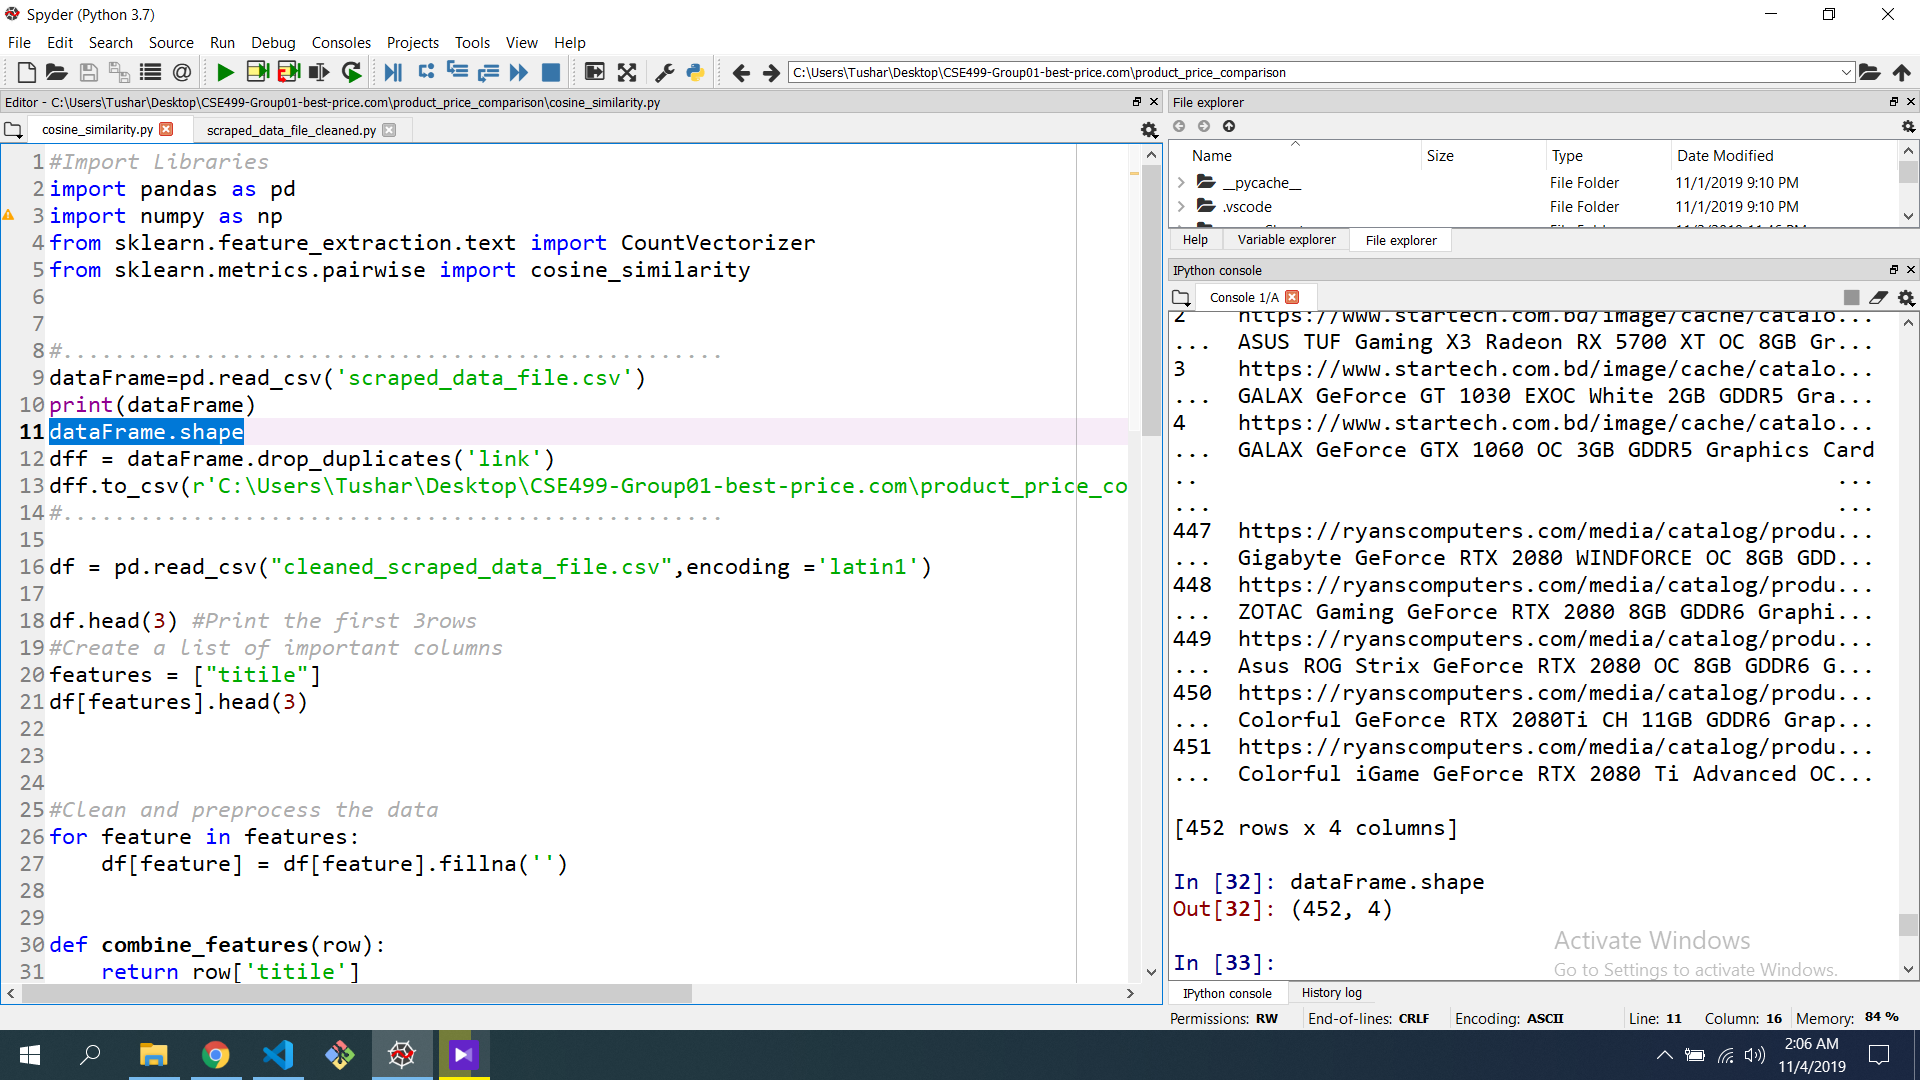 Spyder (Python 3.7)
File Edit Search Source Run Debug Consoles Projects Tools View Help
C:\Users\Tushar\Desktop\CSE499-Group01-best-price.com\product_price_comparison
Editor - C:\Users\Tushar\Desktop\CSE499-Group01-best-price.com\product_price_comparison\cosine_similarity.py
cosine_similarity.py scraped_data_file_cleaned.py
1 #Import Libraries
2 import pandas as pd
3 import numpy as np
4 from sklearn.feature_extraction.text import CountVectorizer
5 from sklearn.metrics.pairwise import cosine_similarity
6
7
8 #...................................................
9 dataFrame=pd.read_csv('scraped_data_file.csv')
10 print(dataFrame)
11 dataFrame.shape
12 dff = dataFrame.drop_duplicates('link')
13 dff.to_csv(r'C:\Users\Tushar\Desktop\CSE499-Group01-best-price.com\product_price_co
14 #...................................................
15
16 df = pd.read_csv("cleaned_scraped_data_file.csv",encoding ='latin1')
17
18 df.head(3) #Print the first 3rows
19 #Create a list of important columns
20 features = ["titile"]
21 df[features].head(3)
22
23
24
25 #Clean and preprocess the data
26 for feature in features:
27     df[feature] = df[feature].fillna('')
28
29
30 def combine_features(row):
31     return row['titile']
File explorer
Name Size Type Date Modified
__pycache__ File Folder 11/1/2019 9:10 PM
.vscode File Folder 11/1/2019 9:10 PM
Help Variable explorer File explorer
IPython console
Console 1/A
2 https://www.startech.com.bd/image/cache/catalo...
... ASUS TUF Gaming X3 Radeon RX 5700 XT OC 8GB Gr...
3 https://www.startech.com.bd/image/cache/catalo...
... GALAX GeForce GT 1030 EXOC White 2GB GDDR5 Gra...
4 https://www.startech.com.bd/image/cache/catalo...
... GALAX GeForce GTX 1060 OC 3GB GDDR5 Graphics Card
.. ...
... ...
447 https://ryanscomputers.com/media/catalog/produ...
... Gigabyte GeForce RTX 2080 WINDFORCE OC 8GB GDD...
448 https://ryanscomputers.com/media/catalog/produ...
... ZOTAC Gaming GeForce RTX 2080 8GB GDDR6 Graphi...
449 https://ryanscomputers.com/media/catalog/produ...
... Asus ROG Strix GeForce RTX 2080 OC 8GB GDDR6 G...
450 https://ryanscomputers.com/media/catalog/produ...
... Colorful GeForce RTX 2080Ti CH 11GB GDDR6 Grap...
451 https://ryanscomputers.com/media/catalog/produ...
... Colorful iGame GeForce RTX 2080 Ti Advanced OC...
[452 rows x 4 columns]
In [32]: dataFrame.shape
Out[32]: (452, 4)
In [33]:
Activate Windows
Go to Settings to activate Windows.
IPython console History log
Permissions: RW End-of-lines: CRLF Encoding: ASCII Line: 11 Column: 16 Memory: 84 %
2:06 AM
11/4/2019